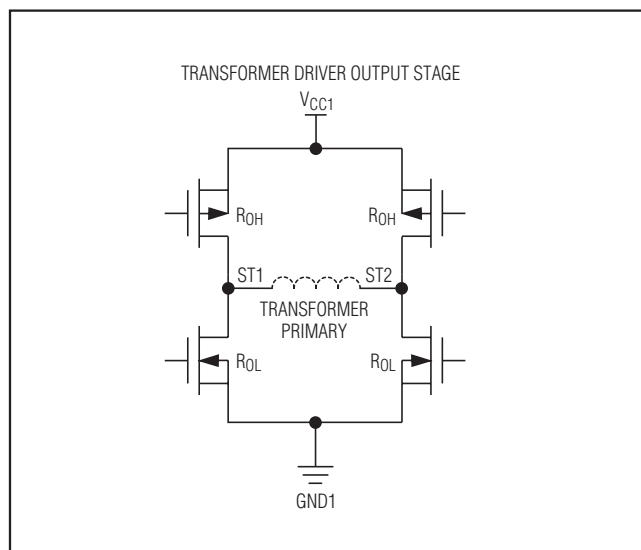 TRANSFORMER DRIVER OUTPUT STAGE
VCC1
ROH ROH
ST1 ST2
TRANSFORMER
PRIMARY
ROL ROL
GND1